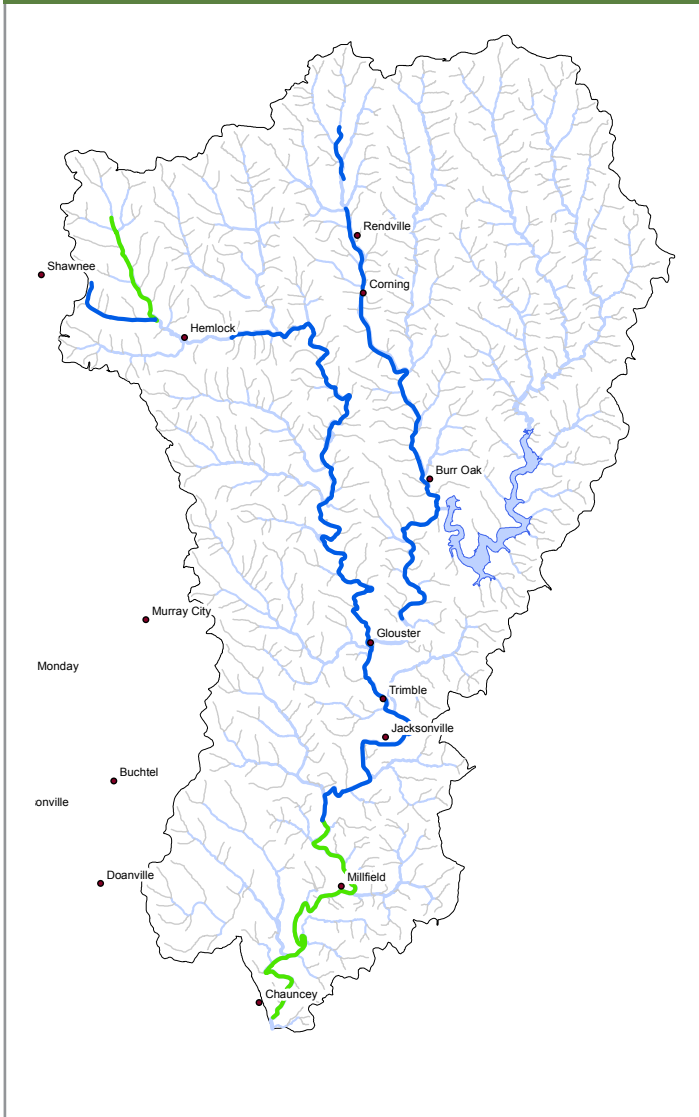 Rendville
Shawnee
Corning
Hemlock
Burr Oak
Murray City
Glouster
Monday
Trimble
Jacksonville
Buchtel
onville
Doanville
Millfield
Chauncey